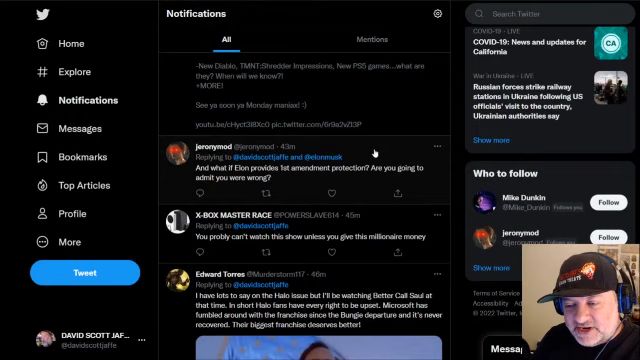 Home
Explore
Notifications
Messages
Bookmarks
Top Articles
Profile
More
Tweet
DAVID SCOTT JAF...
Notifications
All
Mentions
-New Diablo, TMNT:Shredder Impressions, New PS5 games...what are
they? When will we know?!
+MORE!
See ya soon ya Monday maniax! :)
youtu.be/cHyct3I8Xc0 pic.twitter.com/6r9a2vZI3P
jeronymod @jeronymod · 43m
Replying to @davidscottjaffe and @elonmusk
And what if Elon provides 1st amendment protection? Are you going to
admit you were wrong?
X-BOX MASTER RACE @POWERSLAVE614 · 45m
Replying to @davidscottjaffe
You probly can't watch this show unless you give this millionaire money
Edward Torres @Murderstorm117 · 46m
Replying to @davidscottjaffe
I have lots to say on the Halo issue but I'll be watching Better Call Saul at
that time. In short Halo fans have every right to be upset. Microsoft has
fumbled around with the franchise since the Bungie departure and it's never
recovered. Their biggest franchise deserves better!
Search Twitter
COVID-19 · LIVE
COVID-19: News and updates for
California
CA
War in Ukraine · LIVE
Russian forces strike railway
stations in Ukraine following US
officials' visit to the country,
Ukrainian authorities say
Show more
Who to follow
Mike Dunkin
@Mike_Dunkin Follows you
Follow
jeronymod
@jeronymod
Follow
Show more
Terms of Service
© 2022 Twitter, Inc.
Messa